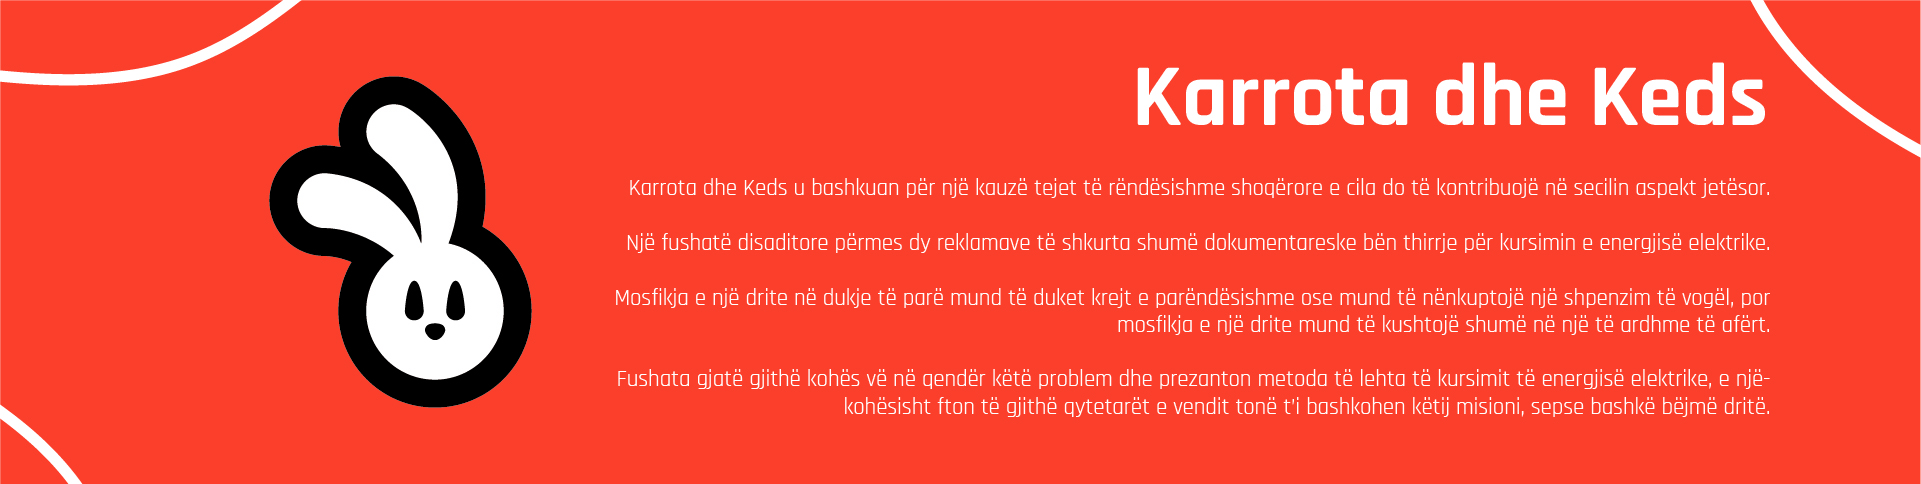 Karrota dhe Keds
Karrota dhe Keds u bashkuan për një kauzë tejet të rëndësishme shoqërore e cila do të kontribuojë në secilin aspekt jetësor.
Një fushatë disaditore përmes dy reklamave të shkurta shumë dokumentareske bën thirrje për kursimin e energjisë elektrike.
Mosfikja e një drite në dukje të parë mund të duket krejt e parëndësishme ose mund të nënkuptojë një shpenzim të vogël, por
mosfikja e një drite mund të kushtojë shumë në një të ardhme të afërt.
Fushata gjatë gjithë kohës vë në qendër këtë problem dhe prezanton metoda të lehta të kursimit të energjisë elektrike, e një-
kohësisht fton të gjithë qytetarët e vendit tonë t'i bashkohen këtij misioni, sepse bashkë bëjmë dritë.